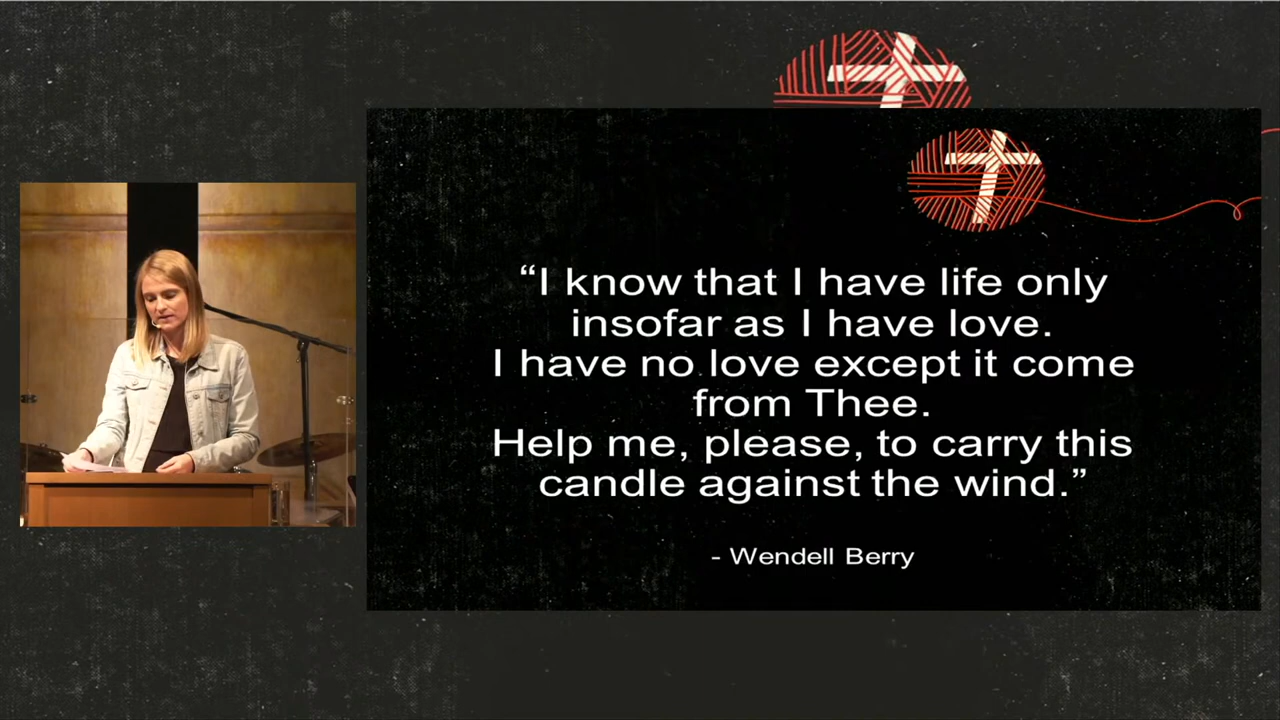 “I know that I have life only
insofar as I have love.
I have no love except it come
from Thee.
Help me, please, to carry this
candle against the wind.”
- Wendell Berry